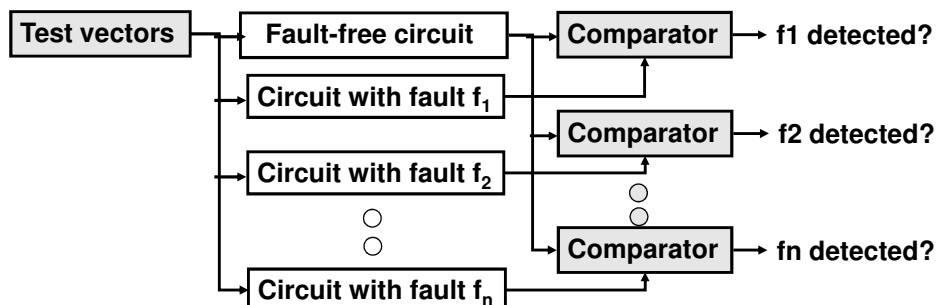 Test vectors
Fault-free circuit
Comparator
f1 detected?
Circuit with fault f₁
Comparator
f2 detected?
Circuit with fault f₂
Comparator
fn detected?
Circuit with fault fₙ